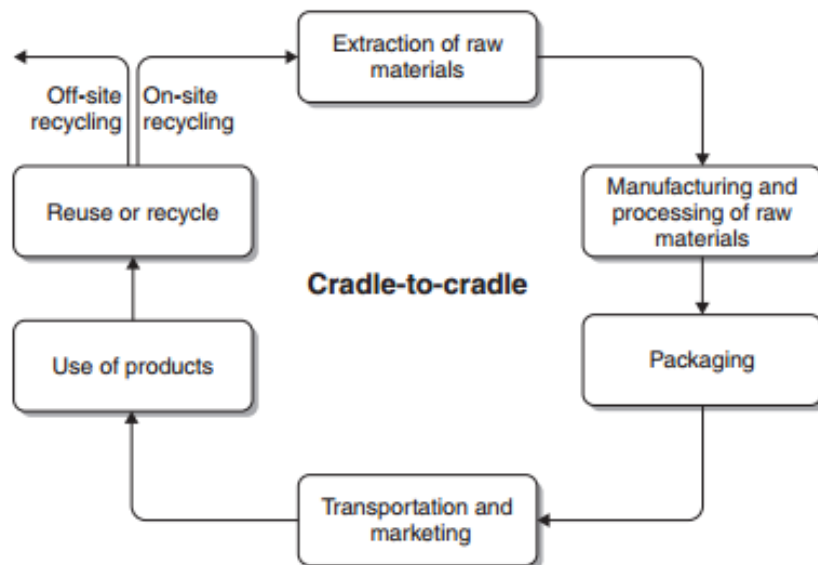 Extraction of raw
materials
Off-site
recycling
On-site
recycling
Reuse or recycle
Manufacturing and
processing of raw
materials
Cradle-to-cradle
Use of products
Packaging
Transportation and
marketing